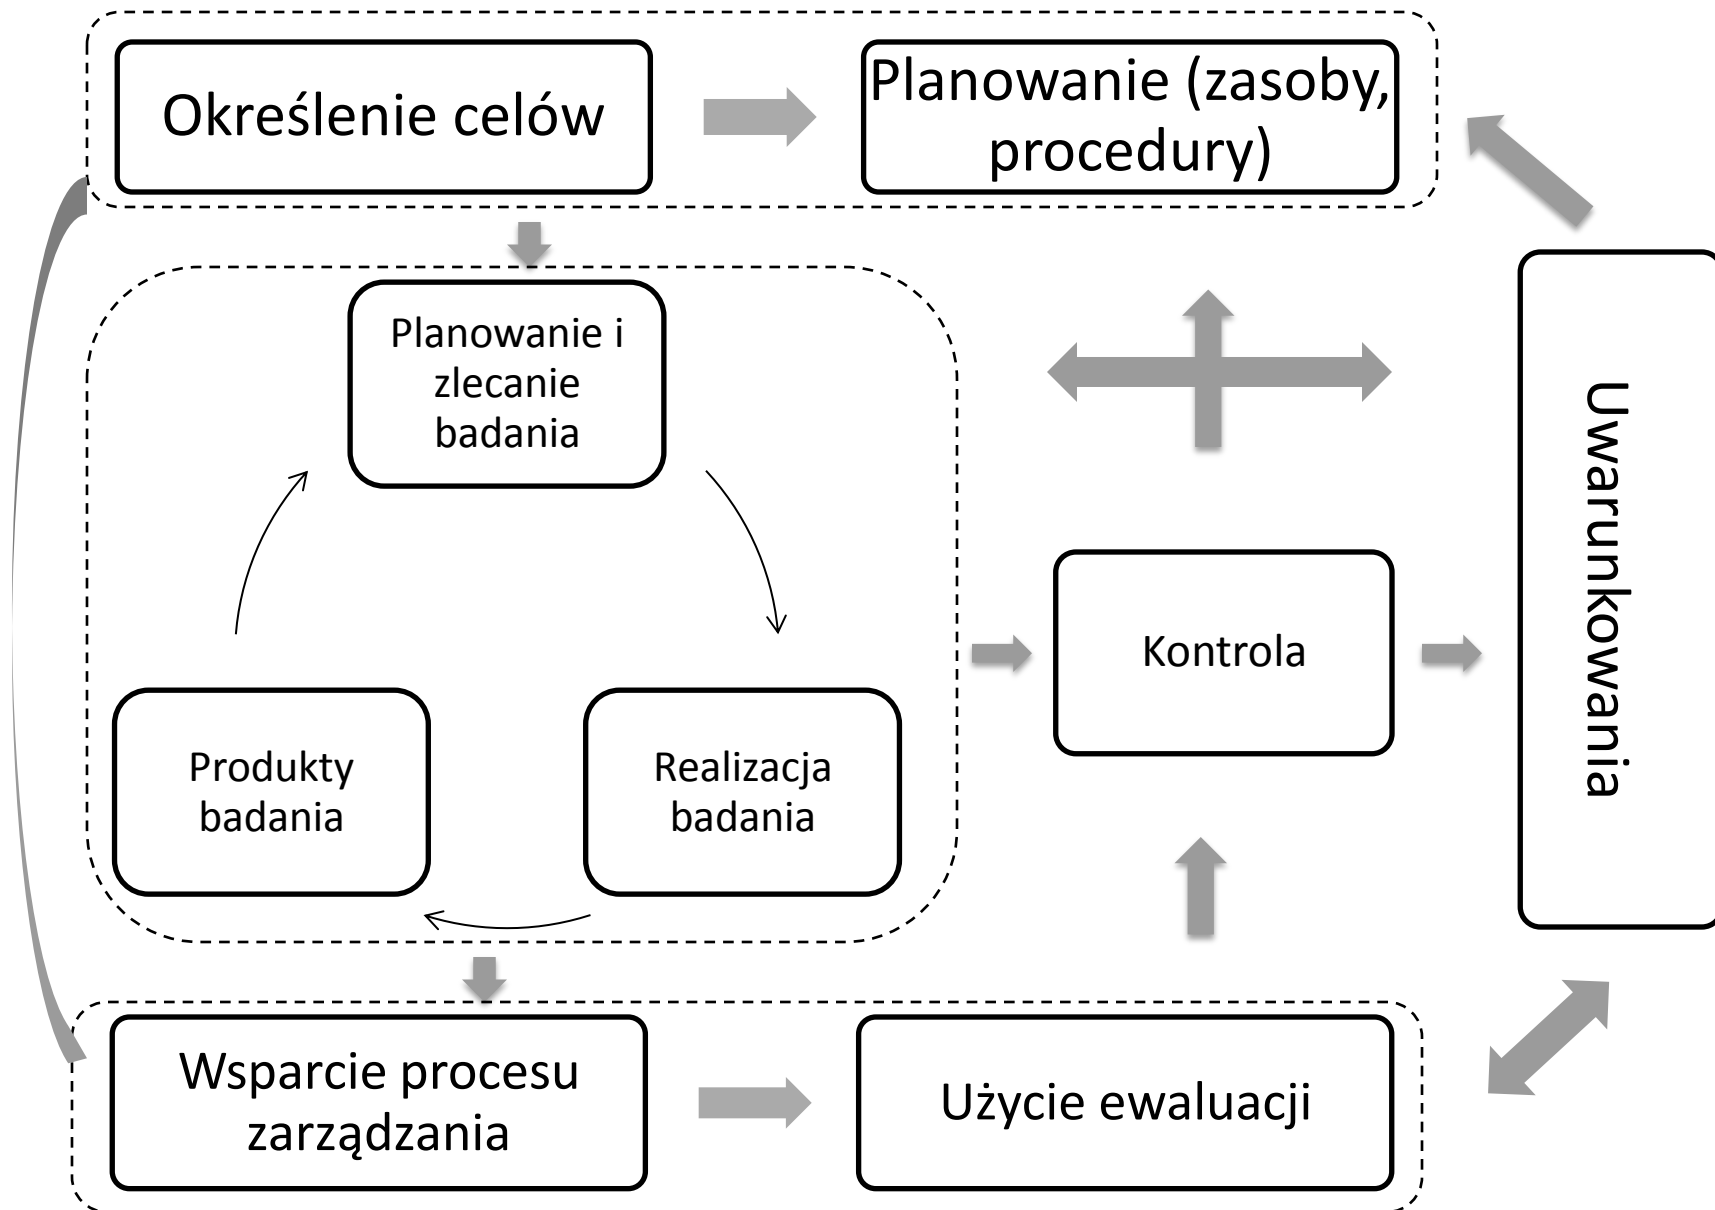 Określenie celów
Planowanie (zasoby,
procedury)
Planowanie i
zlecanie
badania
Uwarunkowania
Kontrola
Produkty
badania
Realizacja
badania
Wsparcie procesu
zarządzania
Użycie ewaluacji